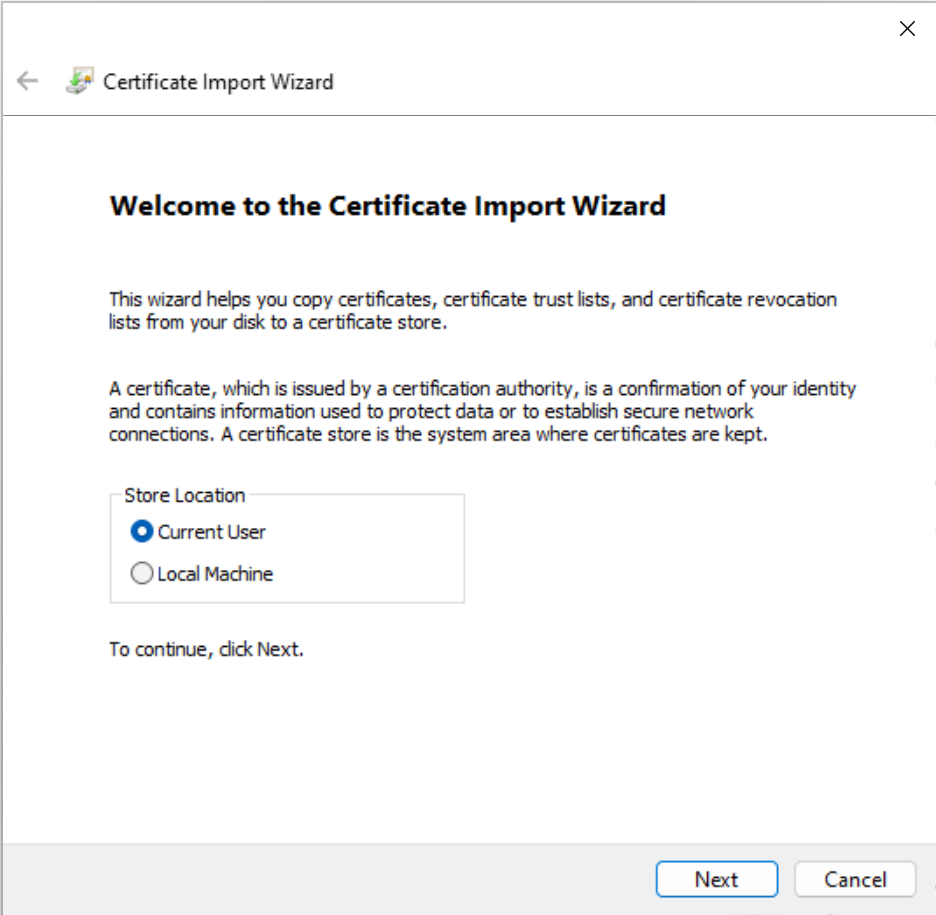 Certificate Import Wizard
Welcome to the Certificate Import Wizard
This wizard helps you copy certificates, certificate trust lists, and certificate revocation
lists from your disk to a certificate store.
A certificate, which is issued by a certification authority, is a confirmation of your identity
and contains information used to protect data or to establish secure network
connections. A certificate store is the system area where certificates are kept.
Store Location
Current User
Local Machine
To continue, click Next.
Next
Cancel